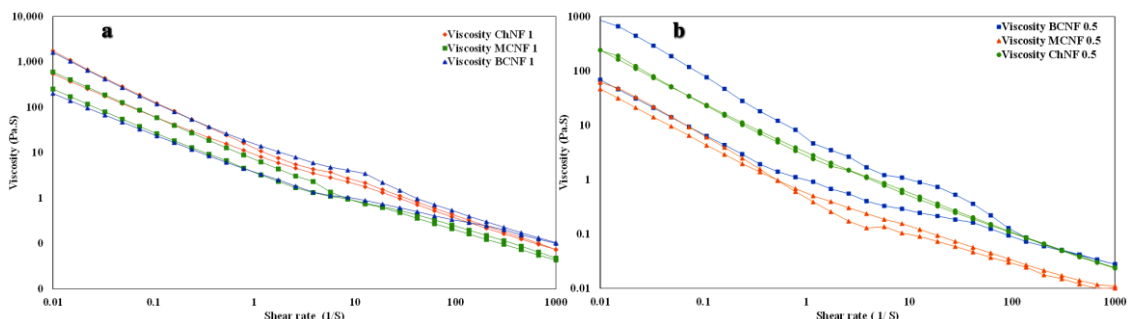 a
Viscosity ChNF 1
Viscosity MCNF 1
Viscosity BCNF 1
10,000
1,000
100
10
1
0
0
Viscosity (Pa.S)
0.01 0.1 1 10 100 1000
Shear rate (1/S)
b
Viscosity BCNF 0.5
Viscosity MCNF 0.5
Viscosity ChNF 0.5
1000
100
10
1
0.1
0.01
Viscosity (Pa.S)
0.01 0.1 1 10 100 1000
Shear rate ( 1/ S)